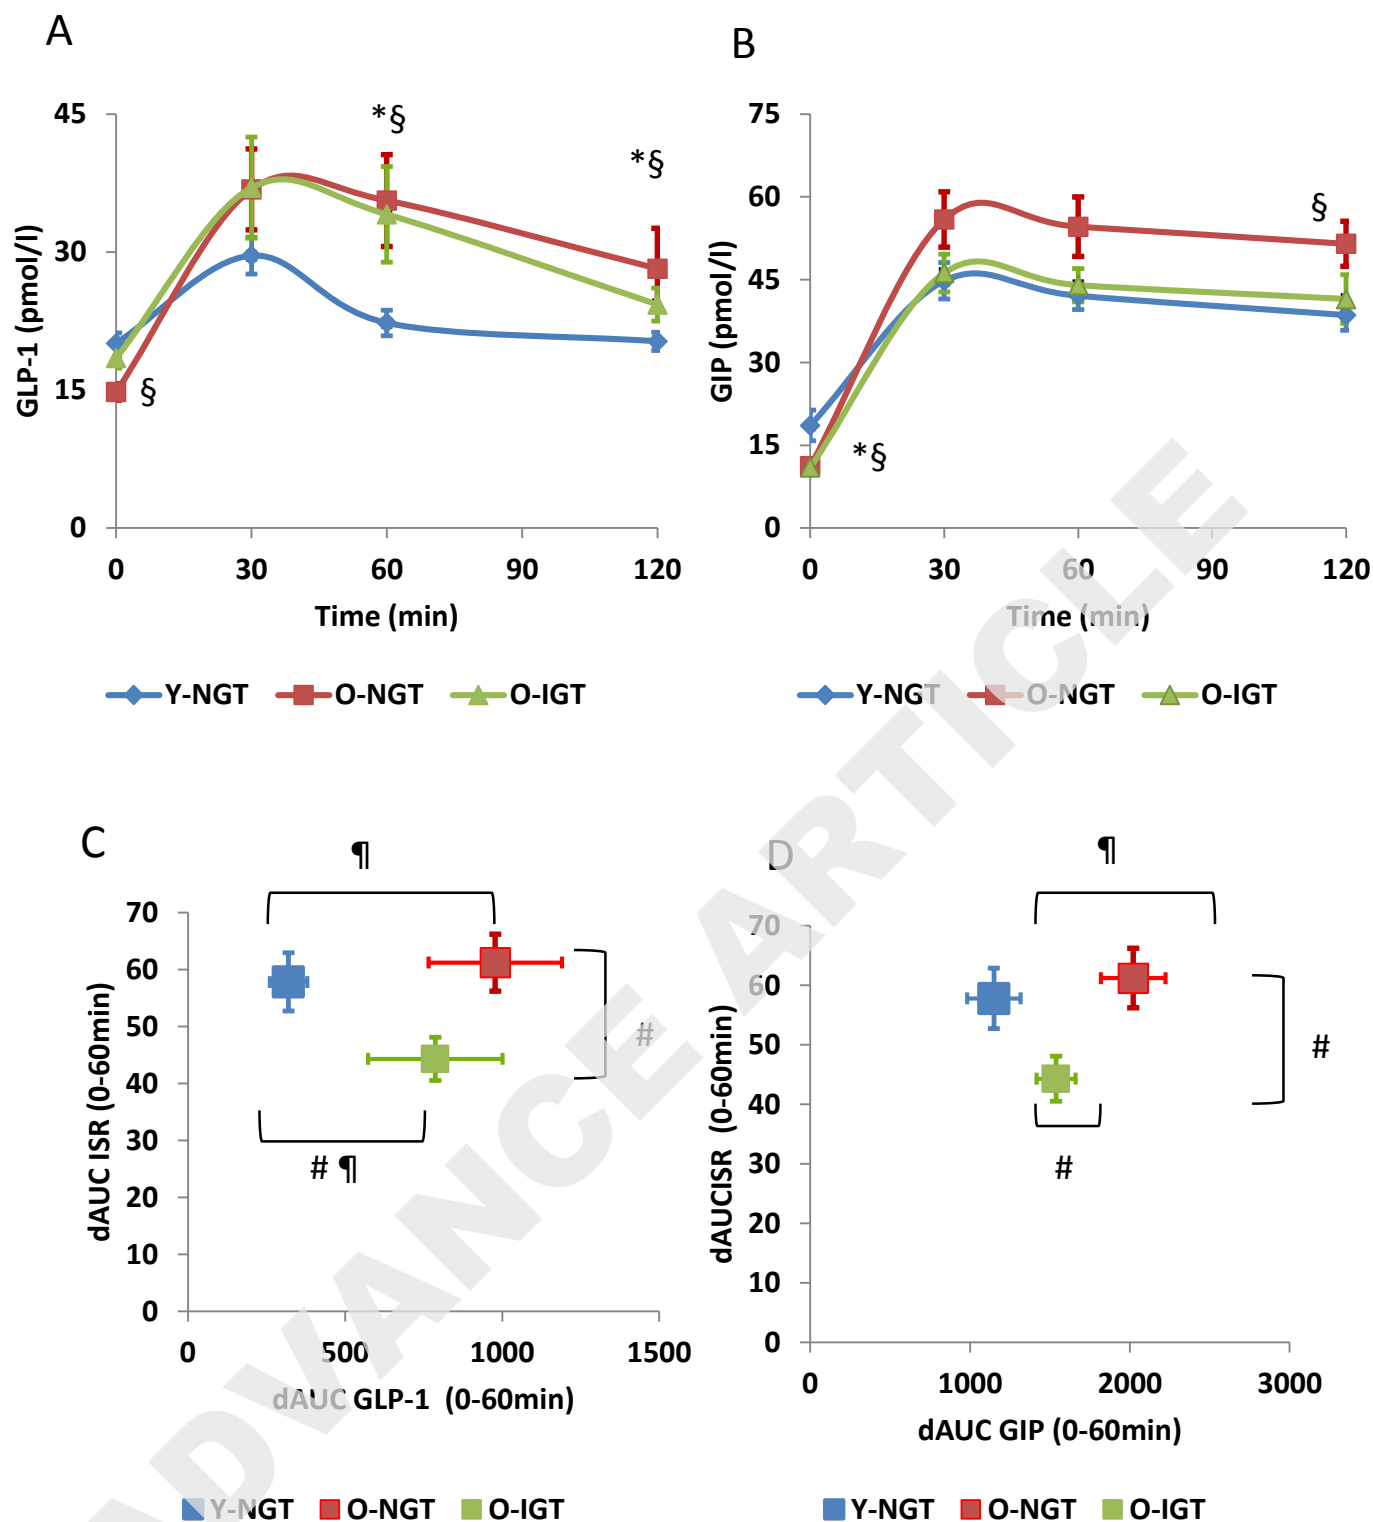 A
B
45
30
15
0
GLP-1 (pmol/l)
*§
*§
§
0 30 60 90 120
Time (min)
Y-NGT O-NGT O-IGT
75
60
45
30
15
0
GIP (pmol/l)
§
*§
0 30 60 90 120
Time (min)
Y-NGT O-NGT O-IGT
C
¶
70
60
50
40
30
20
10
0
dAUC ISR (0-60min)
#
# ¶
0 500 1000 1500
dAUC GLP-1 (0-60min)
Y-NGT O-NGT O-IGT
D
¶
70
60
50
40
30
20
10
0
dAUCISR (0-60min)
#
#
0 1000 2000 3000
dAUC GIP (0-60min)
Y-NGT O-NGT O-IGT
ADVANCE ARTICLE